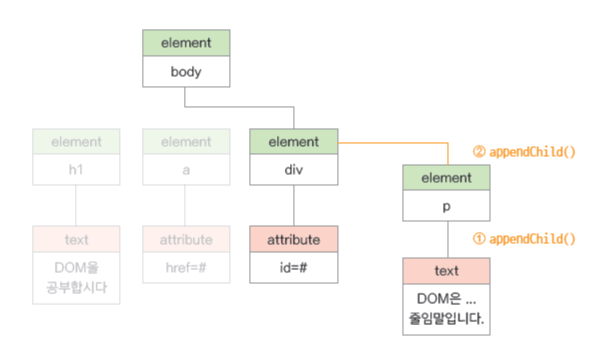 element
body
element
h1
element
a
element
div
② appendChild()
element
p
text
DOM을
공부합시다
attribute
href=#
attribute
id=#
① appendChild()
text
DOM은 ...
줄임말입니다.